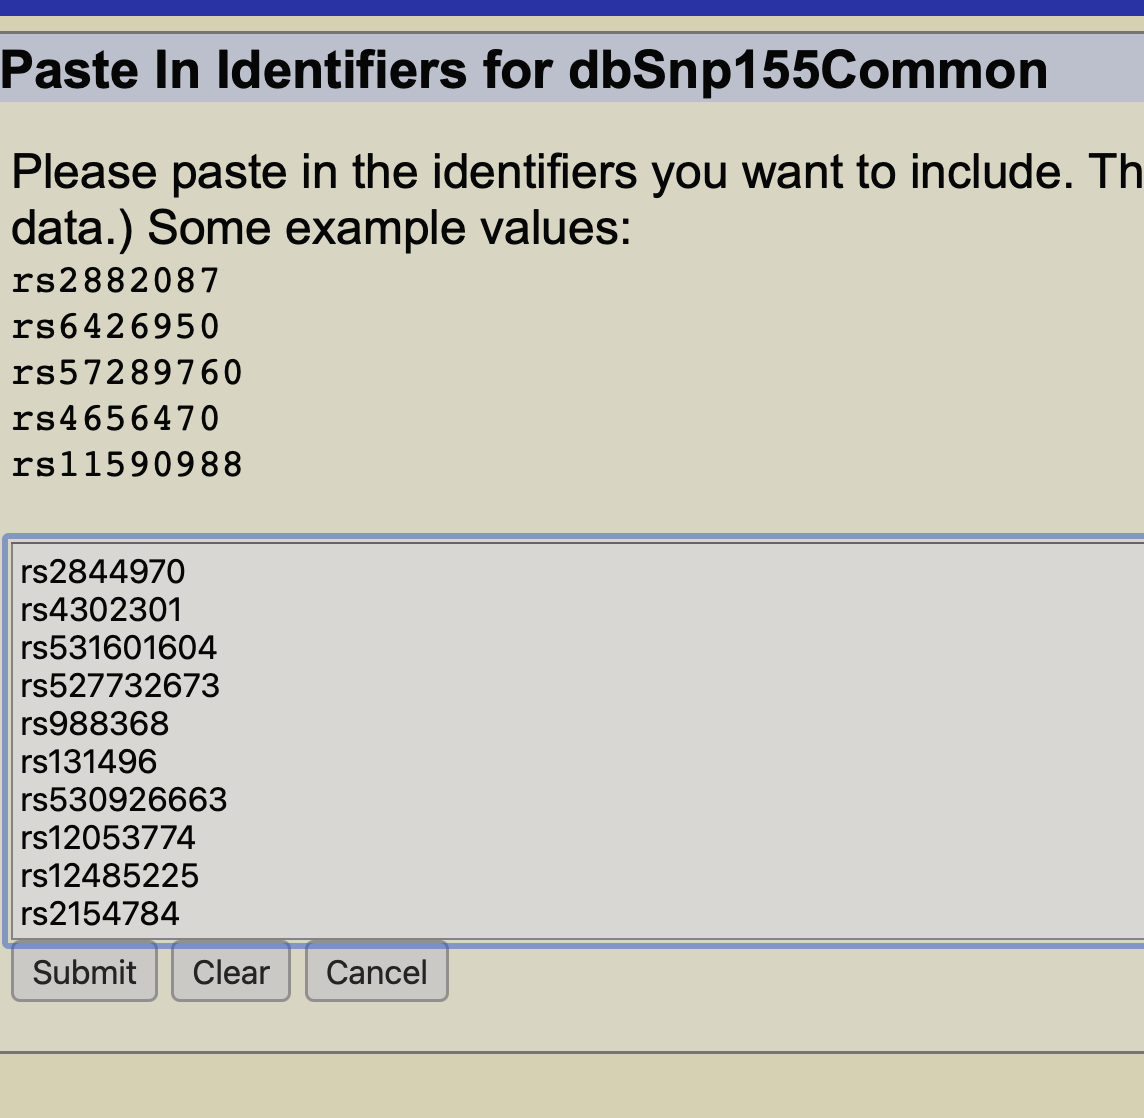 Paste In Identifiers for dbSnp155Common
Please paste in the identifiers you want to include. Th
data.) Some example values:
rs2882087
rs6426950
rs57289760
rs4656470
rs11590988
rs2844970
rs4302301
rs531601604
rs527732673
rs988368
rs131496
rs530926663
rs12053774
rs12485225
rs2154784
Submit Clear Cancel